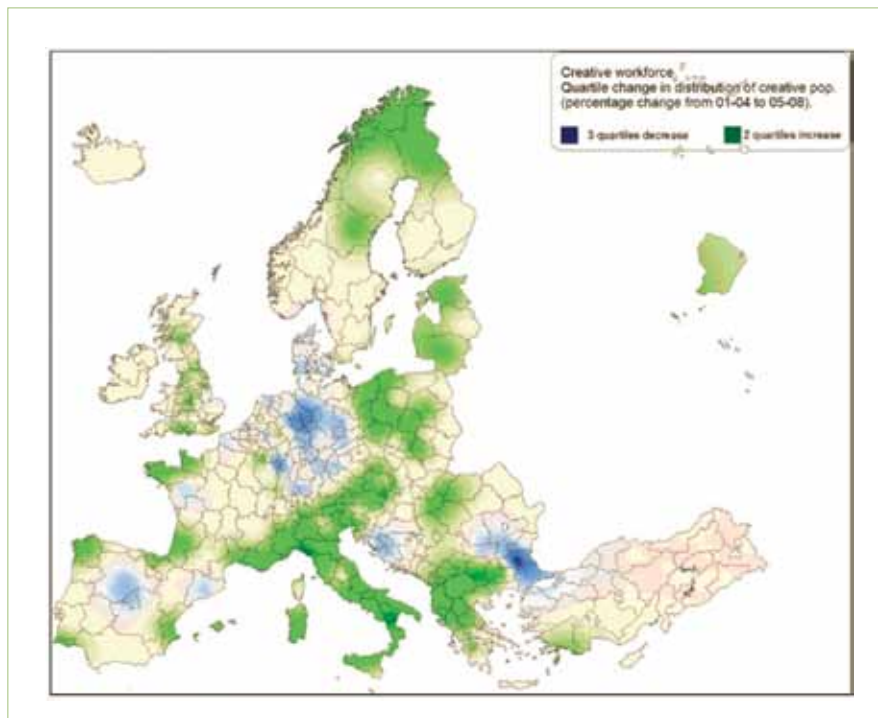 Creative workforce
Quartile change in distribution of creative pop.
(percentage change from 01-04 to 05-08).
3 quartiles decrease 2 quartiles increase